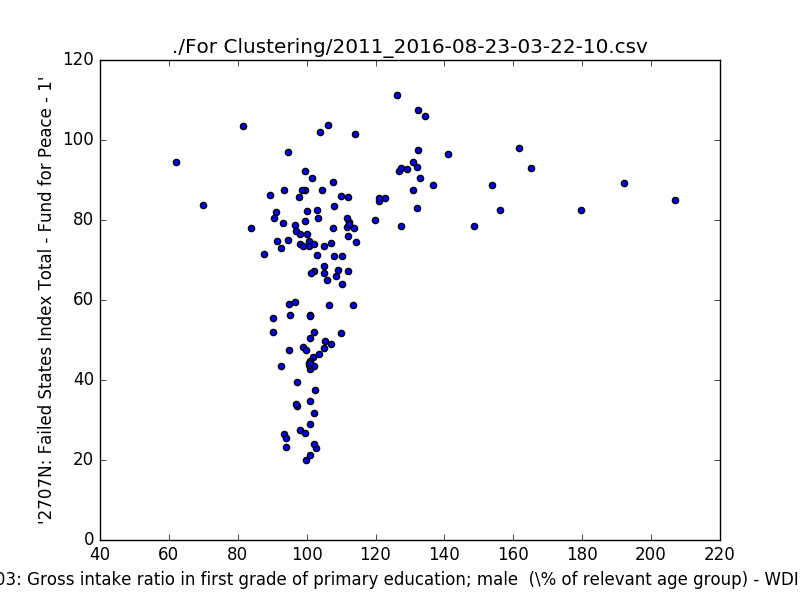 ./For Clustering/2011_2016-08-23-03-22-10.csv
'2707N: Failed States Index Total - Fund for Peace - 1'
120
100
80
60
40
20
0
40 60 80 100 120 140 160 180 200 220
03: Gross intake ratio in first grade of primary education; male (\% of relevant age group) - WDI